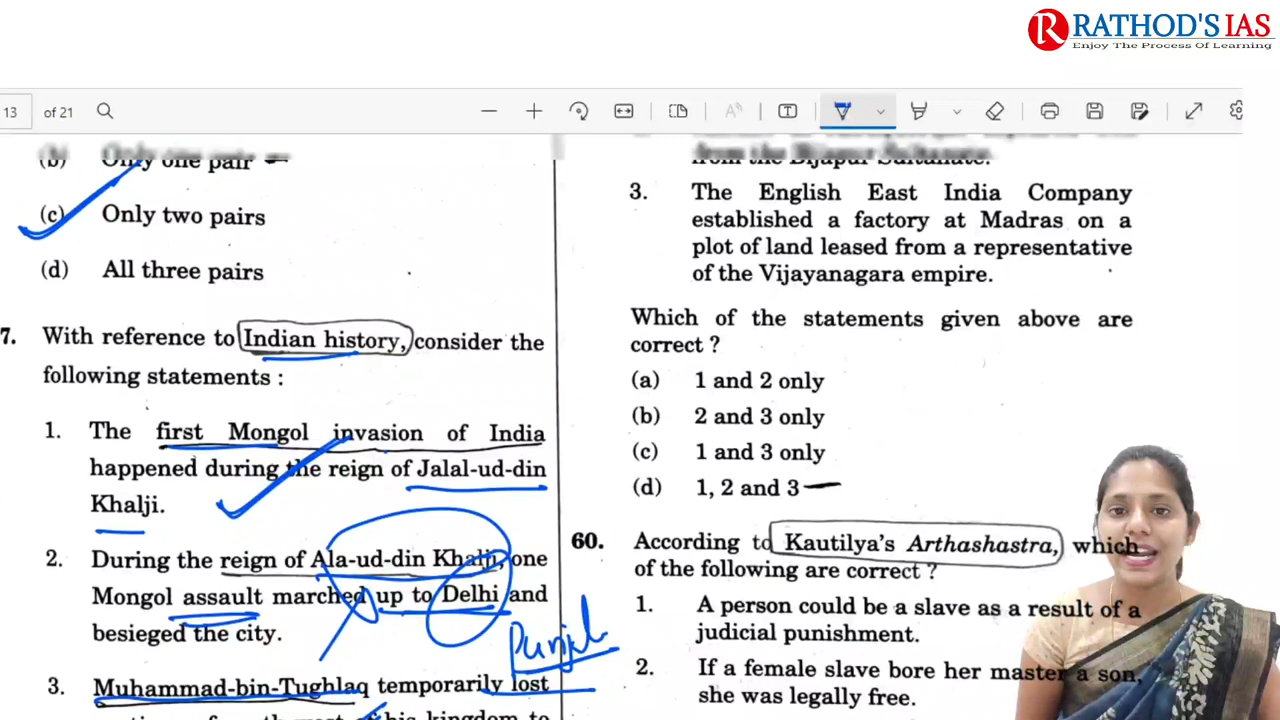 RATHOD'S IAS
Enjoy The Process Of Learning
13 of 21
(b) Only one pair
(c) Only two pairs
(d) All three pairs
7. With reference to Indian history, consider the
following statements :
1. The first Mongol invasion of India
happened during the reign of Jalal-ud-din
Khalji.
2. During the reign of Ala-ud-din Khalji, one
Mongol assault marched up to Delhi and
besieged the city.
Punjab
3. Muhammad-bin-Tughlaq temporarily lost
his kingdom to
from the Bijapur Sultanate.
3. The English East India Company
established a factory at Madras on a
plot of land leased from a representative
of the Vijayanagara empire.
Which of the statements given above are
correct ?
(a) 1 and 2 only
(b) 2 and 3 only
(c) 1 and 3 only
(d) 1, 2 and 3
60. According to Kautilya's Arthashastra, which
of the following are correct ?
1. A person could be a slave as a result of a
judicial punishment.
2. If a female slave bore her master a son,
she was legally free.